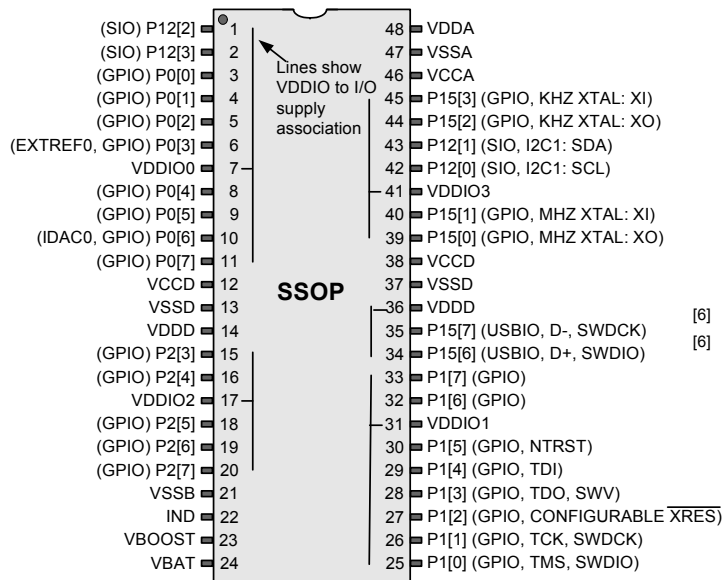 (SIO) P12[2] 1
(SIO) P12[3] 2
(GPIO) P0[0] 3
(GPIO) P0[1] 4
(GPIO) P0[2] 5
(EXTREF0, GPIO) P0[3] 6
VDDIO0 7
(GPIO) P0[4] 8
(GPIO) P0[5] 9
(IDAC0, GPIO) P0[6] 10
(GPIO) P0[7] 11
VCCD 12
VSSD 13
VDDD 14
(GPIO) P2[3] 15
(GPIO) P2[4] 16
VDDIO2 17
(GPIO) P2[5] 18
(GPIO) P2[6] 19
(GPIO) P2[7] 20
VSSB 21
IND 22
VBOOST 23
VBAT 24
Lines show
VDDIO to I/O
supply
association
SSOP
48 VDDA
47 VSSA
46 VCCA
45 P15[3] (GPIO, KHZ XTAL: XI)
44 P15[2] (GPIO, KHZ XTAL: XO)
43 P12[1] (SIO, I2C1: SDA)
42 P12[0] (SIO, I2C1: SCL)
41 VDDIO3
40 P15[1] (GPIO, MHZ XTAL: XI)
39 P15[0] (GPIO, MHZ XTAL: XO)
38 VCCD
37 VSSD
36 VDDD
35 P15[7] (USBIO, D-, SWDCK) [6]
34 P15[6] (USBIO, D+, SWDIO) [6]
33 P1[7] (GPIO)
32 P1[6] (GPIO)
31 VDDIO1
30 P1[5] (GPIO, NTRST)
29 P1[4] (GPIO, TDI)
28 P1[3] (GPIO, TDO, SWV)
27 P1[2] (GPIO, CONFIGURABLE XRES)
26 P1[1] (GPIO, TCK, SWDCK)
25 P1[0] (GPIO, TMS, SWDIO)